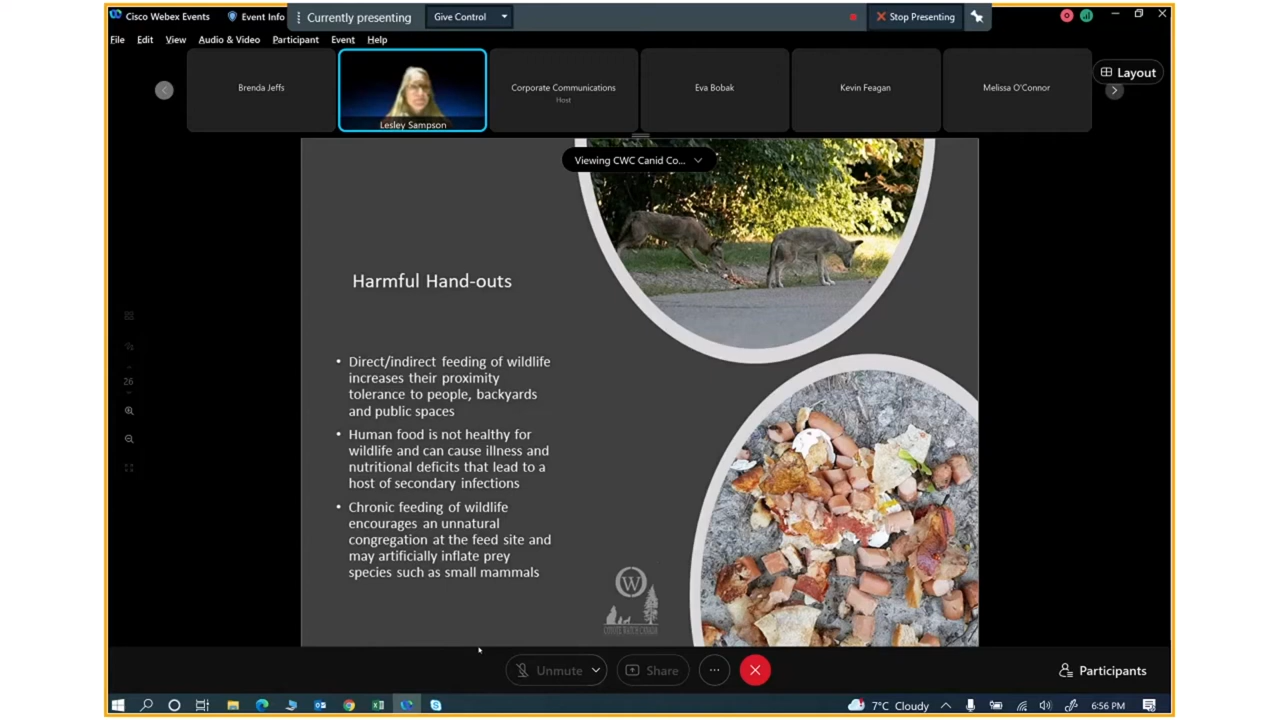 Cisco Webex Events
Event Info
Currently presenting
Give Control
Stop Presenting
File Edit View Audio & Video Participant Event Help
Brenda Jeffs
Lesley Sampson
Corporate Communications
Host
Eva Bobak
Kevin Feagan
Melissa O'Connor
Layout
Viewing CWC Canid Co...
Harmful Hand-outs
• Direct/indirect feeding of wildlife
increases their proximity
tolerance to people, backyards
and public spaces
• Human food is not healthy for
wildlife and can cause illness and
nutritional deficits that lead to a
host of secondary infections
• Chronic feeding of wildlife
encourages an unnatural
congregation at the feed site and
may artificially inflate prey
species such as small mammals
26
W
COYOTE WATCH CANADA
Unmute
Share
Participants
7°C Cloudy
6:56 PM